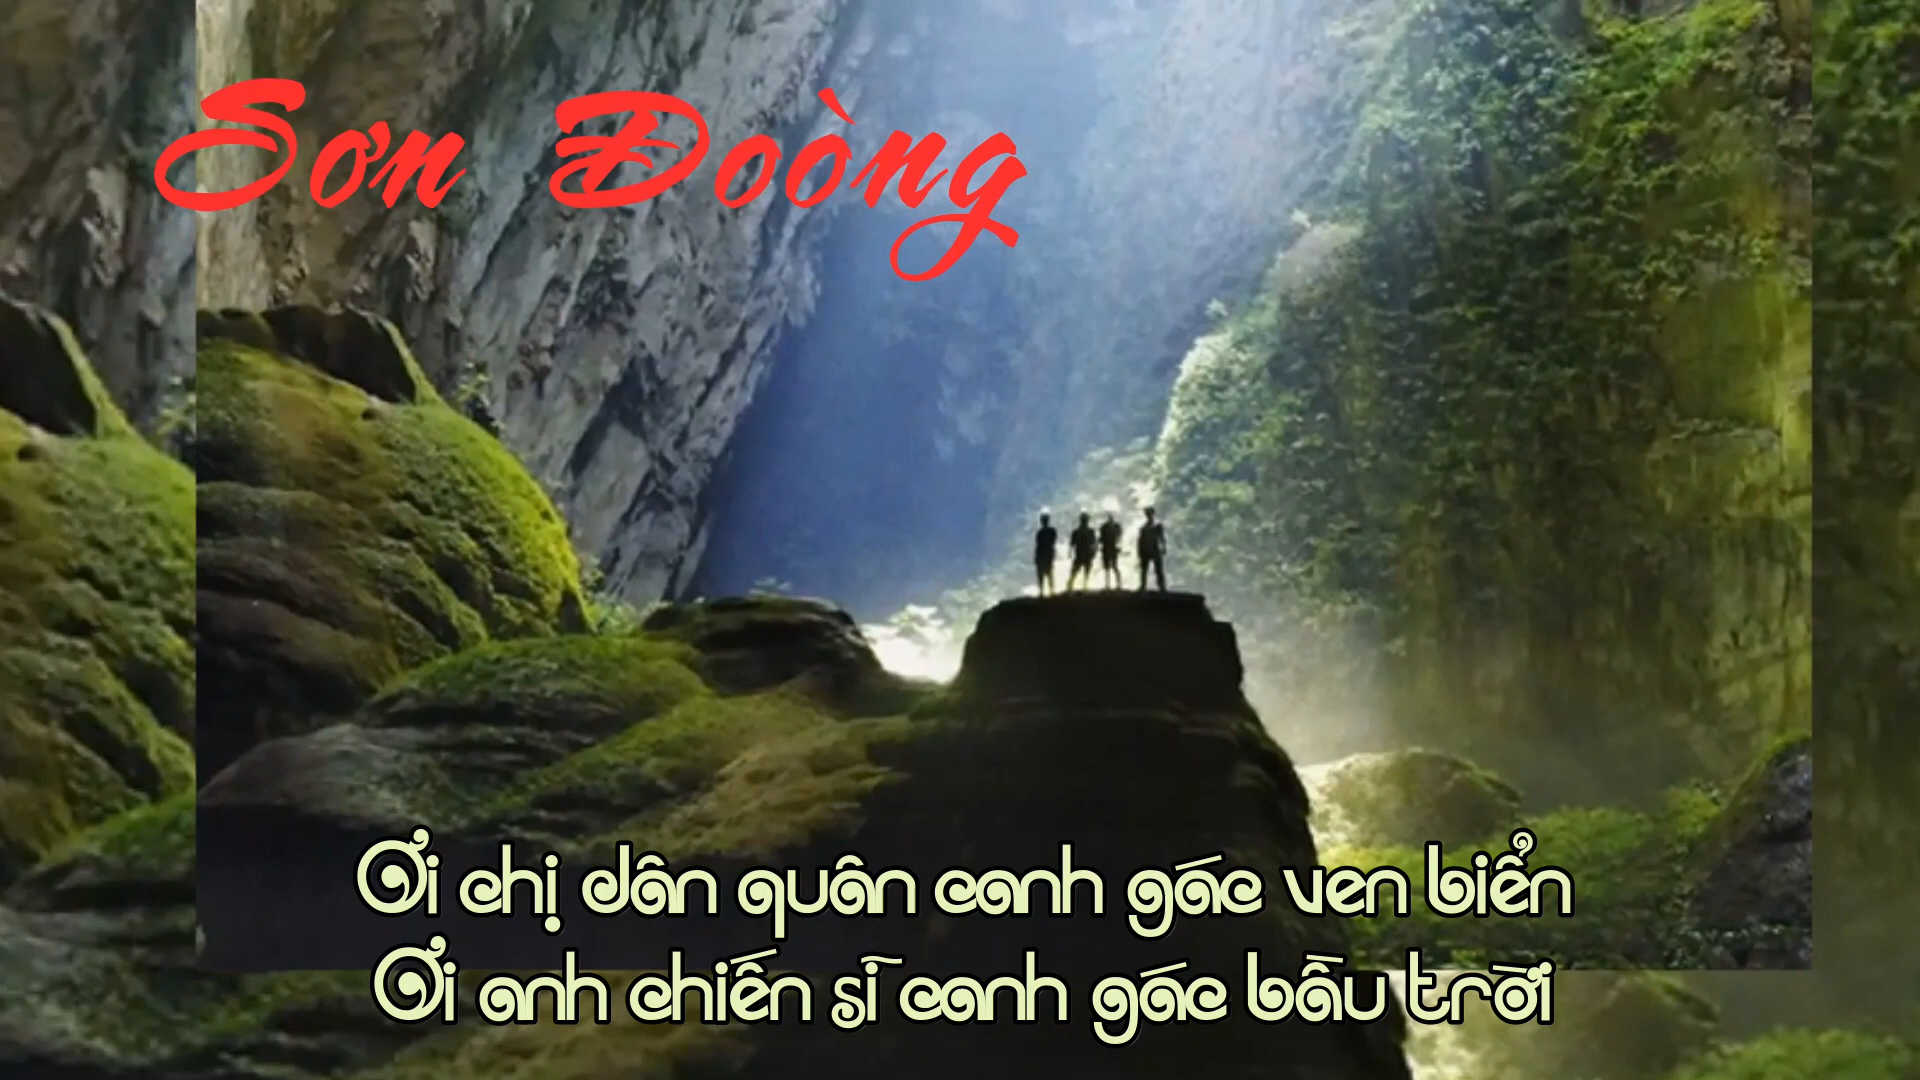 Sơn Đoòng
Ơi chị dân quân canh gác ven biển
Ơi anh chiến sĩ canh gác bầu trời